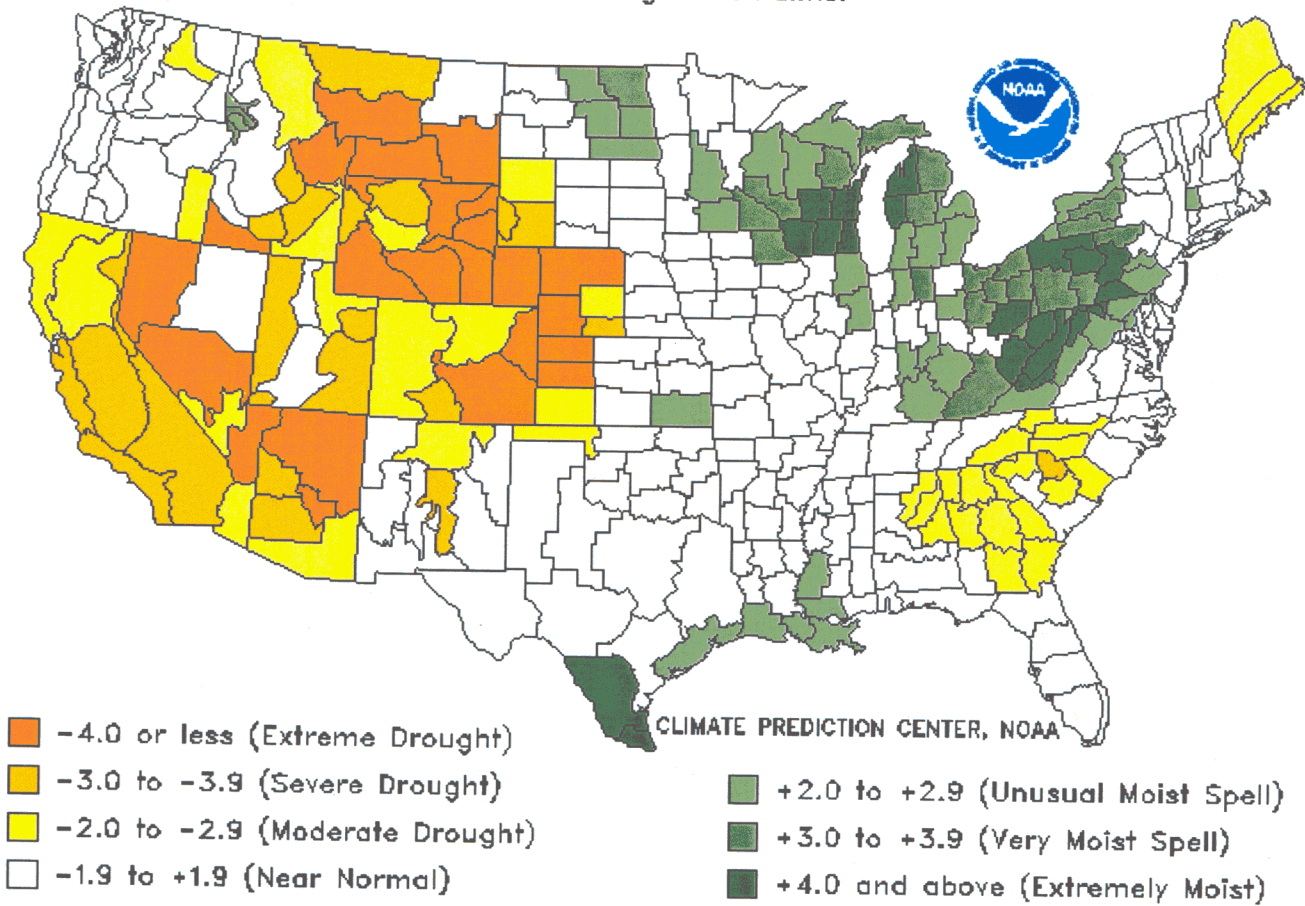 NOAA
CLIMATE PREDICTION CENTER, NOAA
-4.0 or less (Extreme Drought)
-3.0 to -3.9 (Severe Drought)
-2.0 to -2.9 (Moderate Drought)
-1.9 to +1.9 (Near Normal)
+2.0 to +2.9 (Unusual Moist Spell)
+3.0 to +3.9 (Very Moist Spell)
+4.0 and above (Extremely Moist)